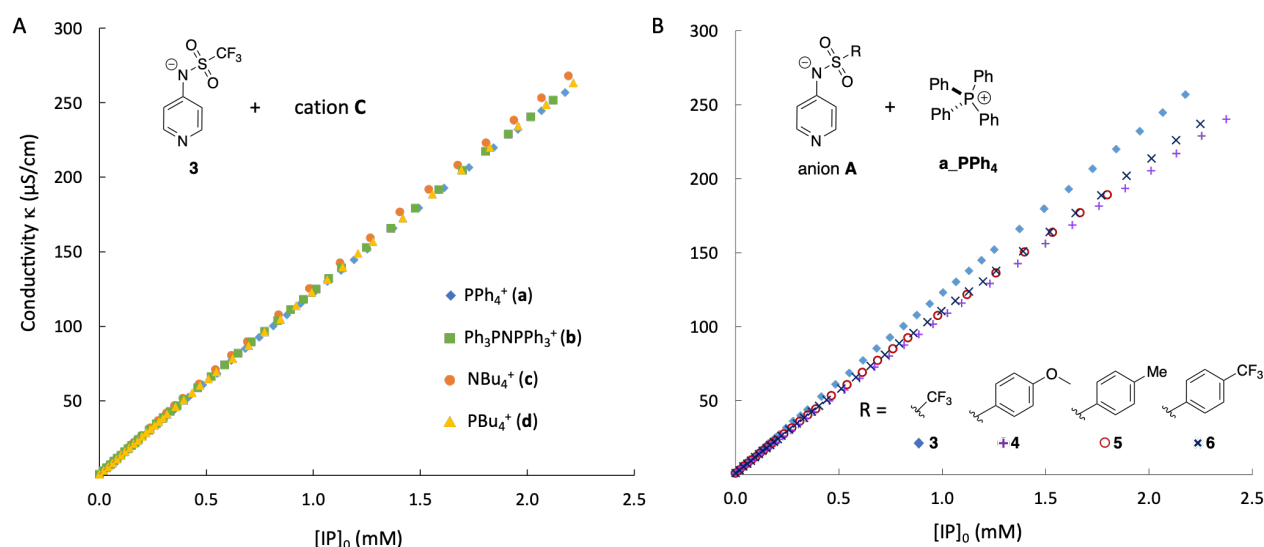 A
300
250
200
150
100
50
Conductivity κ (µS/cm)
O
CF3
⊖
S
N
O
N
3
+
cation C
PPh4+ (a)
Ph3PNPPh3+ (b)
NBu4+ (c)
PBu4+ (d)
0.0 0.5 1.0 1.5 2.0 2.5
[IP]0 (mM)
B
300
250
200
150
100
50
O
R
⊖
S
N
O
N
anion A
+
Ph
Ph
P
⊕
Ph
Ph
a_PPh4
R =
CF3
O
Me
CF3
3 4 5 6
0.0 0.5 1.0 1.5 2.0 2.5
[IP]0 (mM)